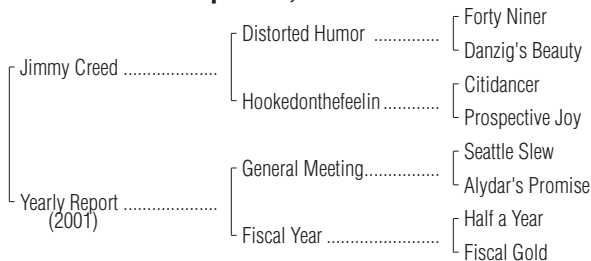 Forty Niner
Distorted Humor ..............
Danzig's Beauty
Jimmy Creed ....................
Citidancer
Hookedonthefeelin ............
Prospective Joy
Seattle Slew
General Meeting ................
Alydar's Promise
Yearly Report ....................
(2001)
Half a Year
Fiscal Year ........................
Fiscal Gold